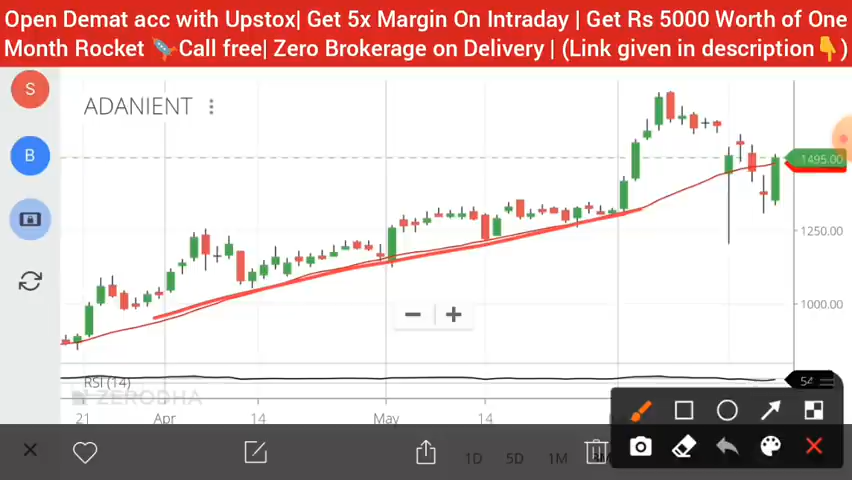 Open Demat acc with Upstox| Get 5x Margin On Intraday | Get Rs 5000 Worth of One
Month Rocket 🚀Call free| Zero Brokerage on Delivery | (Link given in description👇)
S
ADANIENT
B
1495.00
1250.00
1000.00
RSI (14)
54
ZERODHA
21 Apr 14 May 14
1D 5D 1M